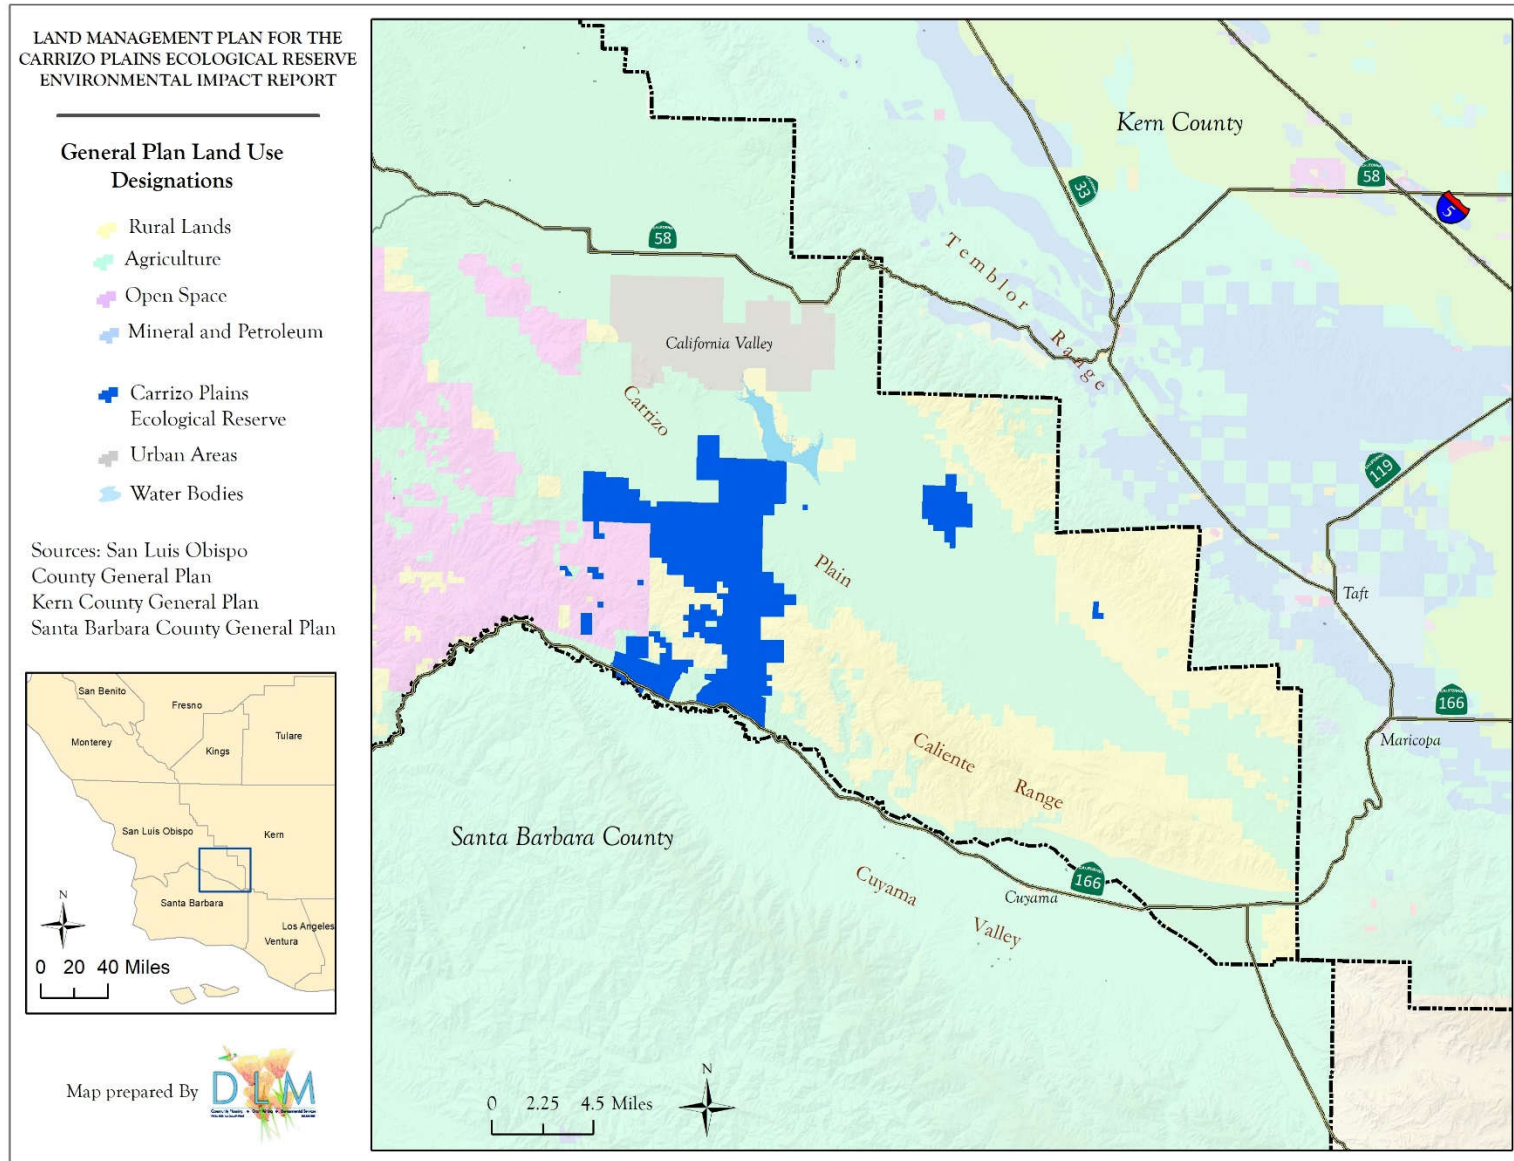 LAND MANAGEMENT PLAN FOR THE
CARRIZO PLAINS ECOLOGICAL RESERVE
ENVIRONMENTAL IMPACT REPORT
General Plan Land Use
Designations
Rural Lands
Agriculture
Open Space
Mineral and Petroleum
Carrizo Plains
Ecological Reserve
Urban Areas
Water Bodies
Sources: San Luis Obispo
County General Plan
Kern County General Plan
Santa Barbara County General Plan
San Benito
Fresno
Monterey
Kings
Tulare
San Luis Obispo
Kern
Santa Barbara
Los Angeles
Ventura
N
0 20 40 Miles
Map prepared By
DLM
Kern County
CALIFORNIA
58
33
5
CALIFORNIA
58
Temblor Range
California Valley
Carrizo
Plain
119
Taft
CALIFORNIA
166
Maricopa
Caliente Range
Santa Barbara County
CALIFORNIA
166
Cuyama
Cuyama Valley
N
0 2.25 4.5 Miles